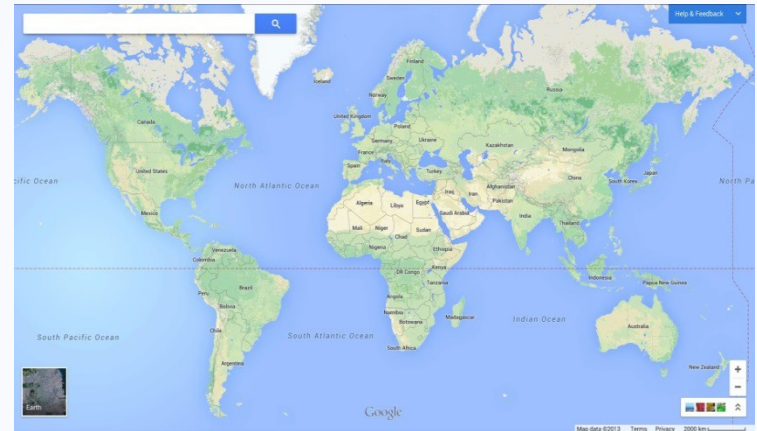 Help & Feedback
Finland
Iceland
Sweden
Russia
Norway
Canada
United Kingdom
Poland
Germany
Ukraine
France
Kazakhstan
Mongolia
Italy
Spain
United States
Turkey
China
Japan
South Korea
North Atlantic Ocean
cific Ocean
North Pa
Iraq
Iran
Afghanistan
Pakistan
Algeria
Libya
Egypt
Saudi Arabia
Mexico
India
Thailand
Mali
Niger
Chad
Sudan
Nigeria
Ethiopia
Venezuela
Colombia
Kenya
DR Congo
Indonesia
Papua New Guinea
Tanzania
Brazil
Peru
Angola
Bolivia
Namibia
Botswana
Madagascar
Indian Ocean
Australia
Chile
South Pacific Ocean
South Atlantic Ocean
South Africa
Argentina
New Zealand
Earth
Google
Map data ©2013 Terms Privacy 2000 km